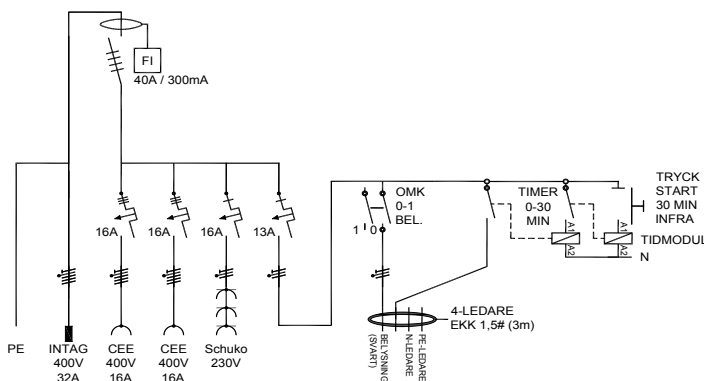 FI
40A / 300mA
16A
16A
16A
13A
OMK
0-1
BEL.
1
0
TIMER
0-30
MIN
TRYCK
START
30 MIN
INFRA
A1
A2
A1
A2
TIDMODUL
N
4-LEDARE
EKK 1,5# (3m)
BELYSNING
(SVART)
N-LEDARE
PE-LEDARE
PE
INTAG
400V
32A
CEE
400V
16A
CEE
400V
16A
Schuko
230V